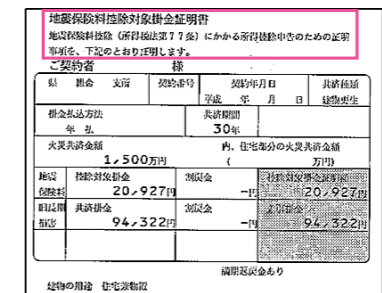 地震保険料控除対象掛金証明書
地震保険料控除(所得税法第77条)にかかる所得控除申告のための証明
事項を、下記のとおり証明します。
ご契約者 様
県 組合 支所 契約番号 契約年月日 共済種類
平成 年 月 日 建物更生
掛金払込方法 共済期間
年 払 30年
火災共済金額 内、住宅部分の火災共済金額
1,500万円 ( 万円)
地震 控除対象掛金 割戻金 控除対象掛金証明額
保険料 20,927円 -円 20,927円
旧長期 共済掛金 割戻金 差引掛金
損害 94,322円 -円 94,322円
満期返戻金あり
建物の用途 住宅兼物置